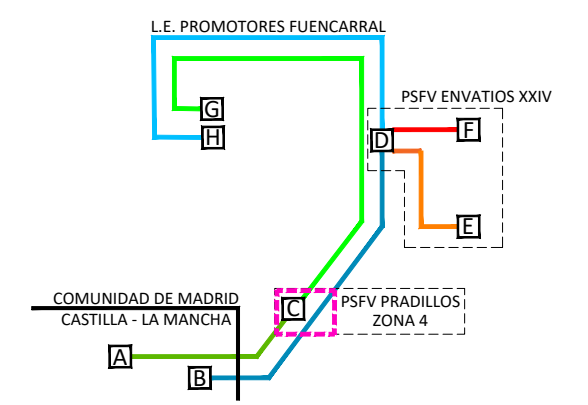 L.E. PROMOTORES FUENCARRAL
PSFV ENVATIOS XXIV
G
H
D
F
E
COMUNIDAD DE MADRID
CASTILLA - LA MANCHA
C
PSFV PRADILLOS
ZONA 4
A
B